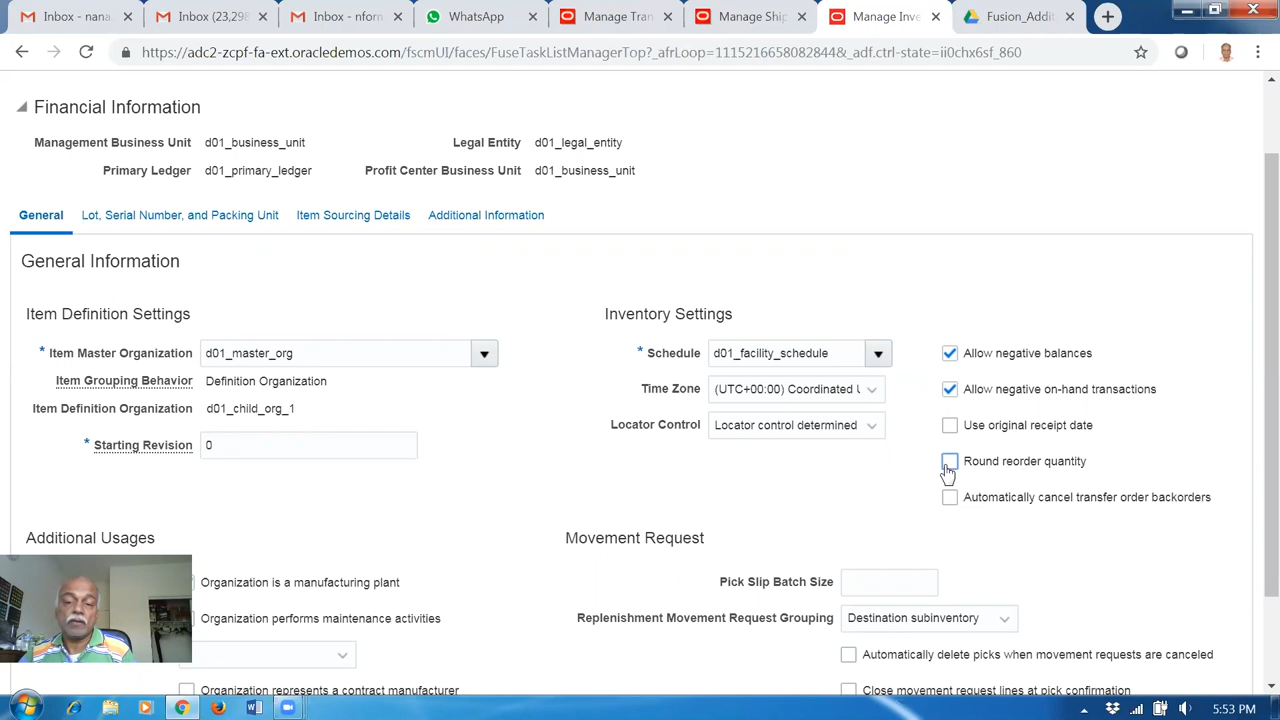 Inbox - nana
Inbox (23,298
Inbox - nforn
Manage Inve
Fusion_Addit
https://adc2-zcpf-fa-ext.oracledemos.com/fscmUI/faces/FuseTaskListManagerTop?_afrLoop=11152166580828​44&_adf.ctrl-state=ii0chx6sf_860
Financial Information
Management Business Unit d01_business_unit Legal Entity d01_legal_entity
Primary Ledger d01_primary_ledger Profit Center Business Unit d01_business_unit
General Lot, Serial Number, and Packing Unit Item Sourcing Details Additional Information
General Information
Item Definition Settings
* Item Master Organization d01_master_org
Item Grouping Behavior Definition Organization
Item Definition Organization d01_child_org_1
* Starting Revision 0
Inventory Settings
* Schedule d01_facility_schedule
Time Zone (UTC+00:00) Coordinated U
Locator Control Locator control determined
Allow negative balances
Allow negative on-hand transactions
Use original receipt date
Round reorder quantity
Automatically cancel transfer order backorders
Additional Usages
Organization is a manufacturing plant
Organization performs maintenance activities
Organization represents a contract manufacturer
Movement Request
Pick Slip Batch Size
Replenishment Movement Request Grouping Destination subinventory
Automatically delete picks when movement requests are canceled
Close movement request lines at pick confirmation
5:53 PM